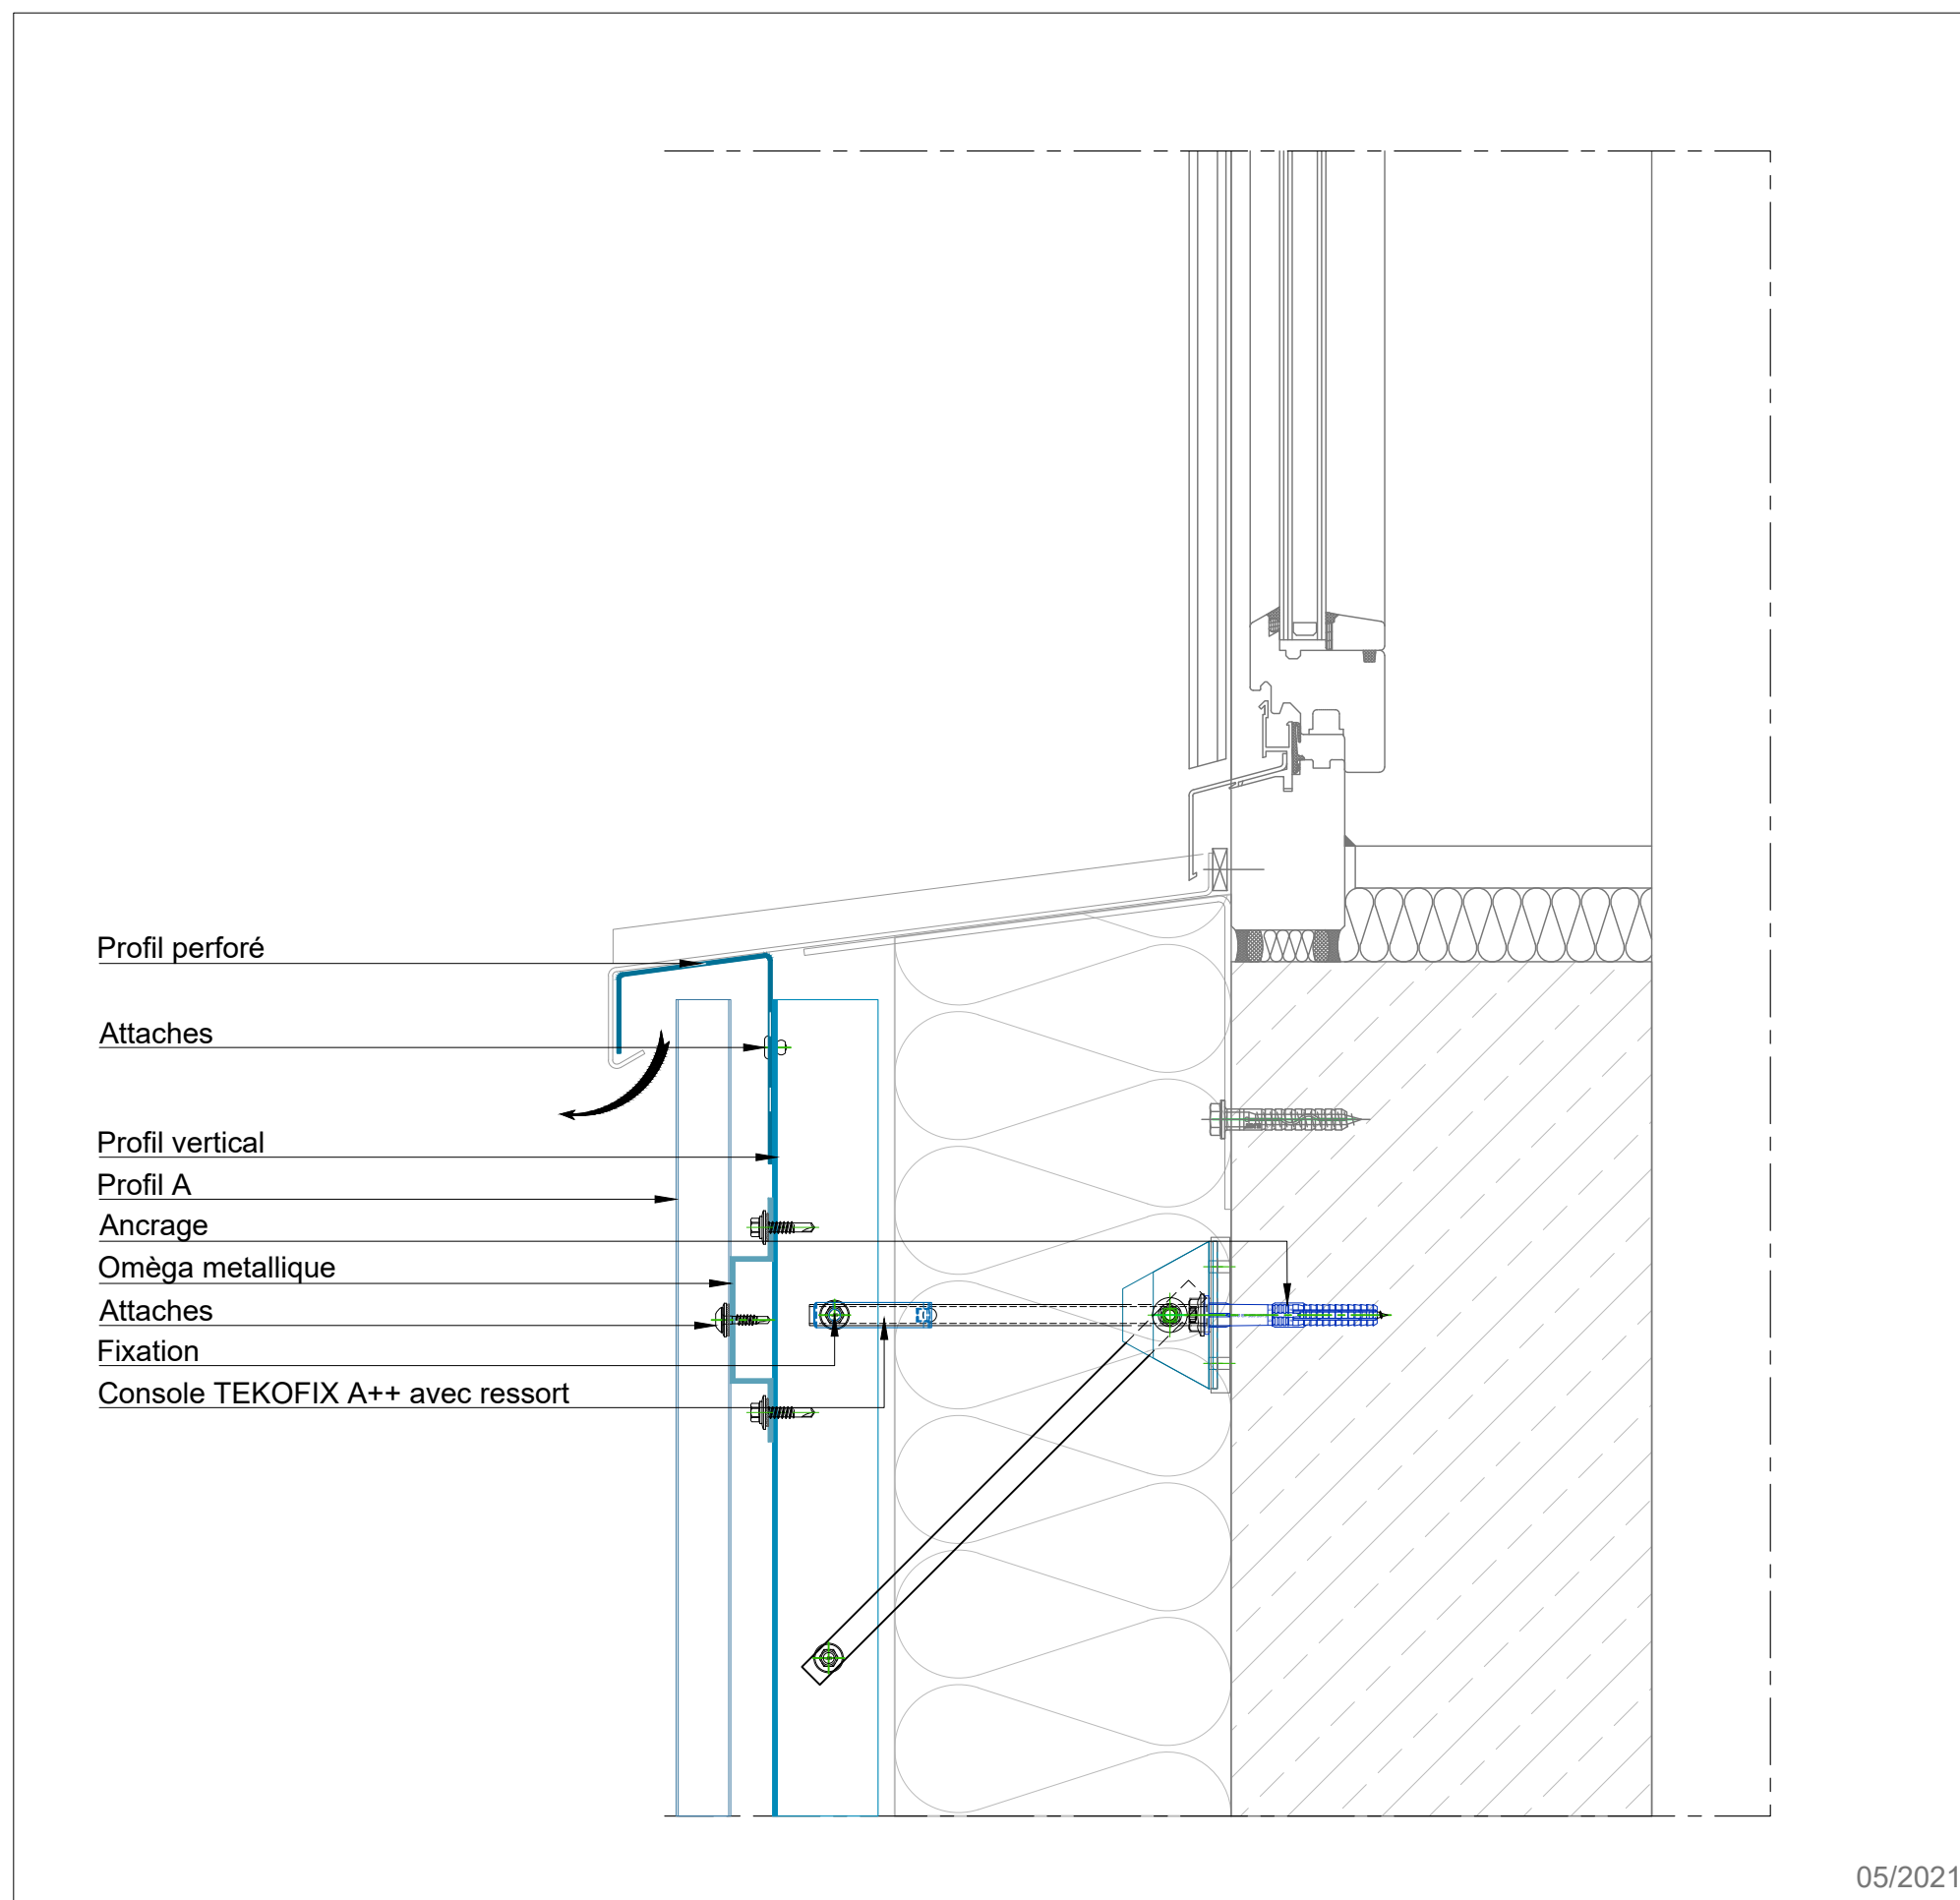 Profil perforé
Attaches
Profil vertical
Profil A
Ancrage
Omèga metallique
Attaches
Fixation
Console TEKOFIX A++ avec ressort
05/2021